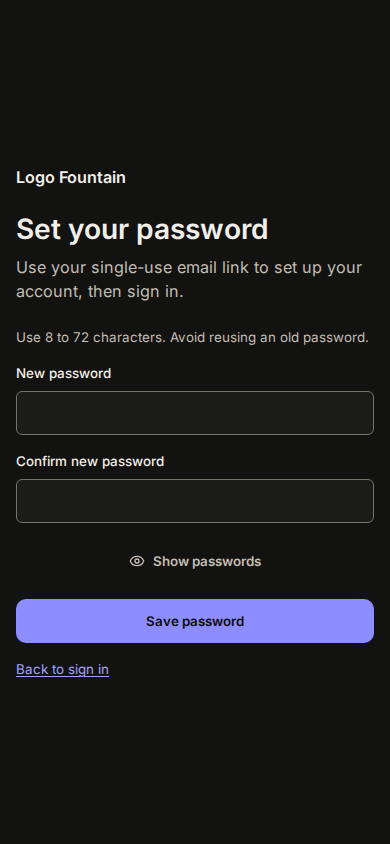 Logo Fountain
Set your password
Use your single-use email link to set up your
account, then sign in.
Use 8 to 72 characters. Avoid reusing an old password.
New password
Confirm new password
Show passwords
Save password
Back to sign in